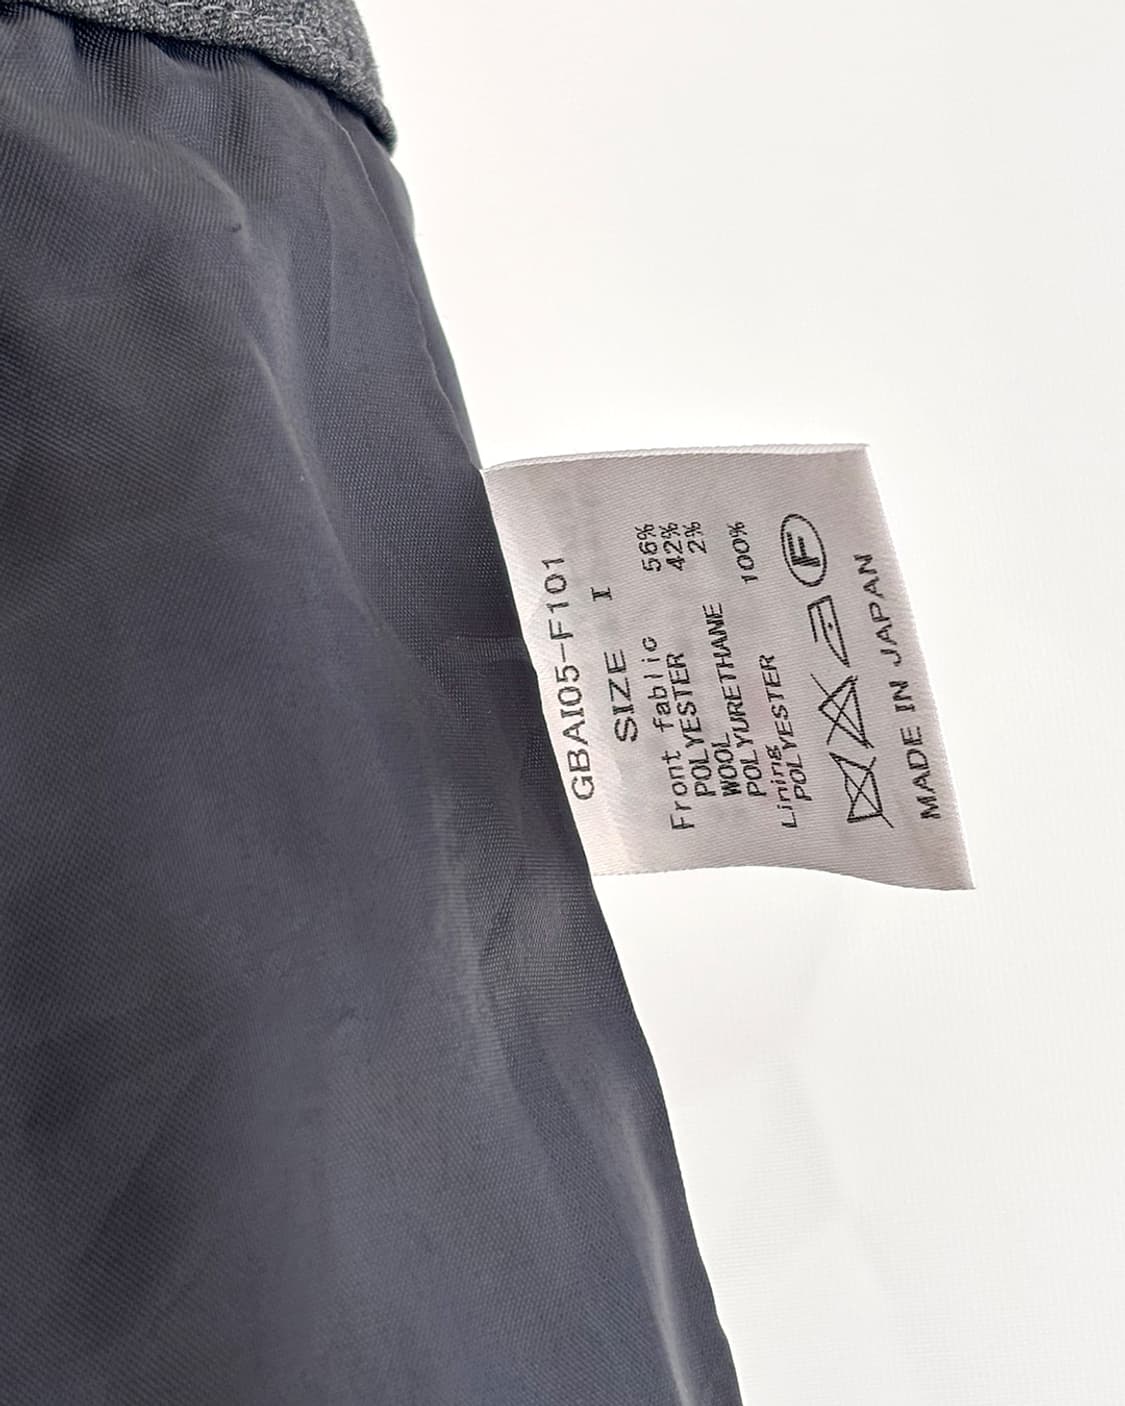 GBAI05-F101
SIZE I
Front fablic
POLYESTER 56%
WOOL 42%
POLYURETHANE 2%
Lining
POLYESTER 100%
F
MADE IN JAPAN